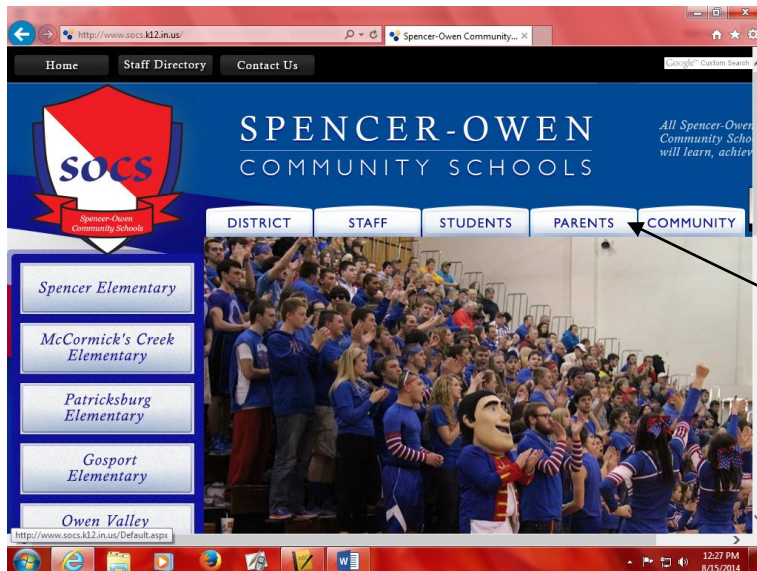 http://www.socs.k12.in.us/
Spencer-Owen Community...
Home
Staff Directory
Contact Us
Google™ Custom Search
SPENCER-OWEN
COMMUNITY SCHOOLS
All Spencer-Owen
Community Scho
will learn, achiev
SOCS
Spencer-Owen
Community Schools
DISTRICT
STAFF
STUDENTS
PARENTS
COMMUNITY
Spencer Elementary
McCormick's Creek
Elementary
Patricksburg
Elementary
Gosport
Elementary
Owen Valley
http://www.socs.k12.in.us/Default.aspx
12:27 PM
8/15/2014